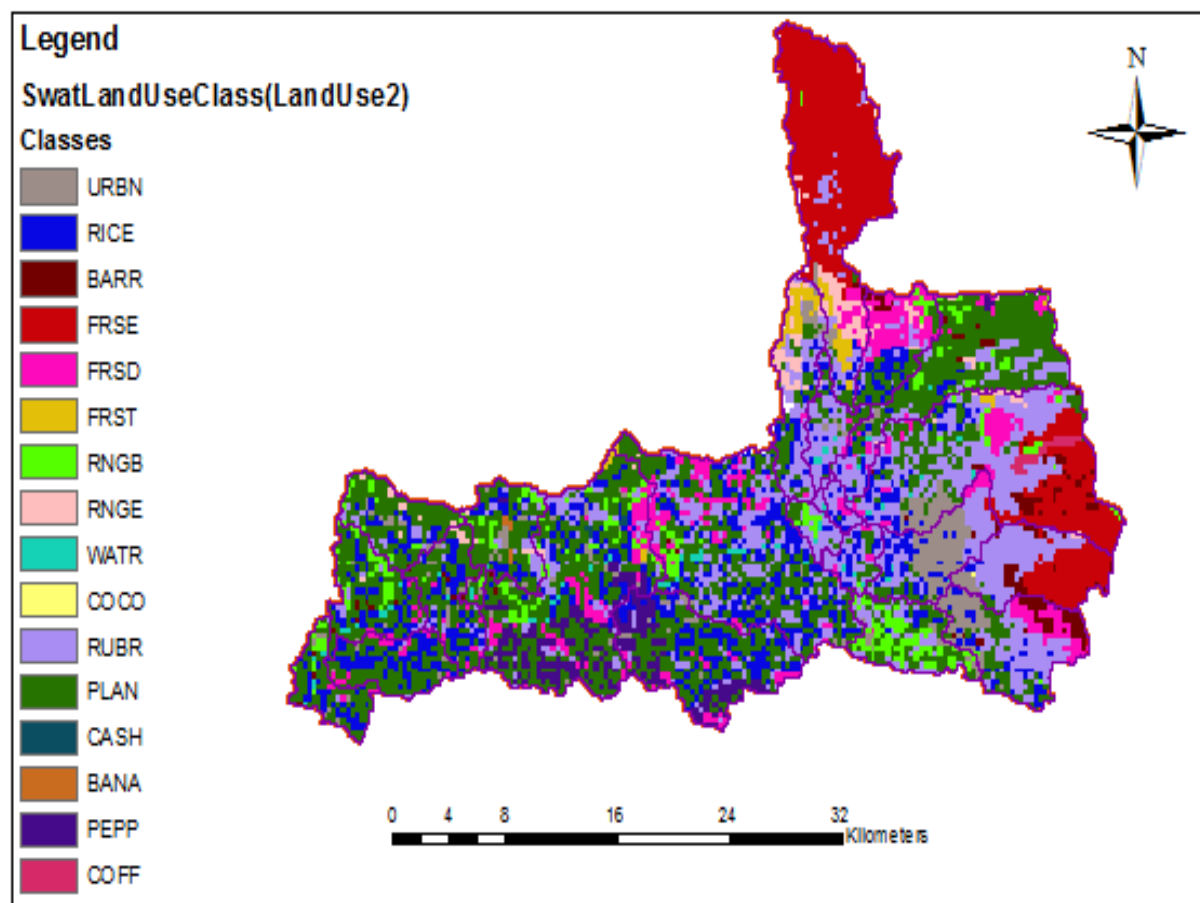 Legend
SwatLandUseClass(LandUse2)
Classes
URBN
RICE
BARR
FRSE
FRSD
FRST
RNGB
RNGE
WATR
COCO
RUBR
PLAN
CASH
BANA
PEPP
COFF
N
0 4 8 16 24 32
Kilometers